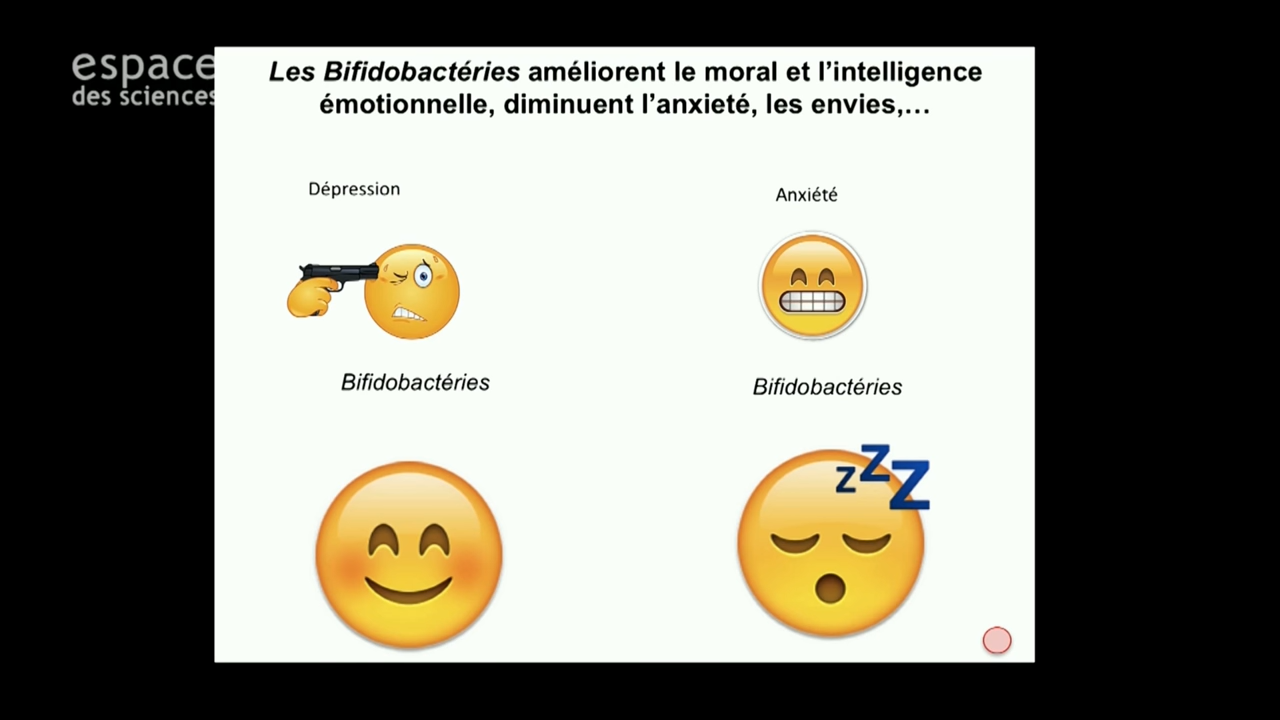 espace
des sciences
Les Bifidobactéries améliorent le moral et l’intelligence
émotionnelle, diminuent l’anxieté, les envies,…
Dépression
Anxiété
Bifidobactéries
Bifidobactéries
z Z Z